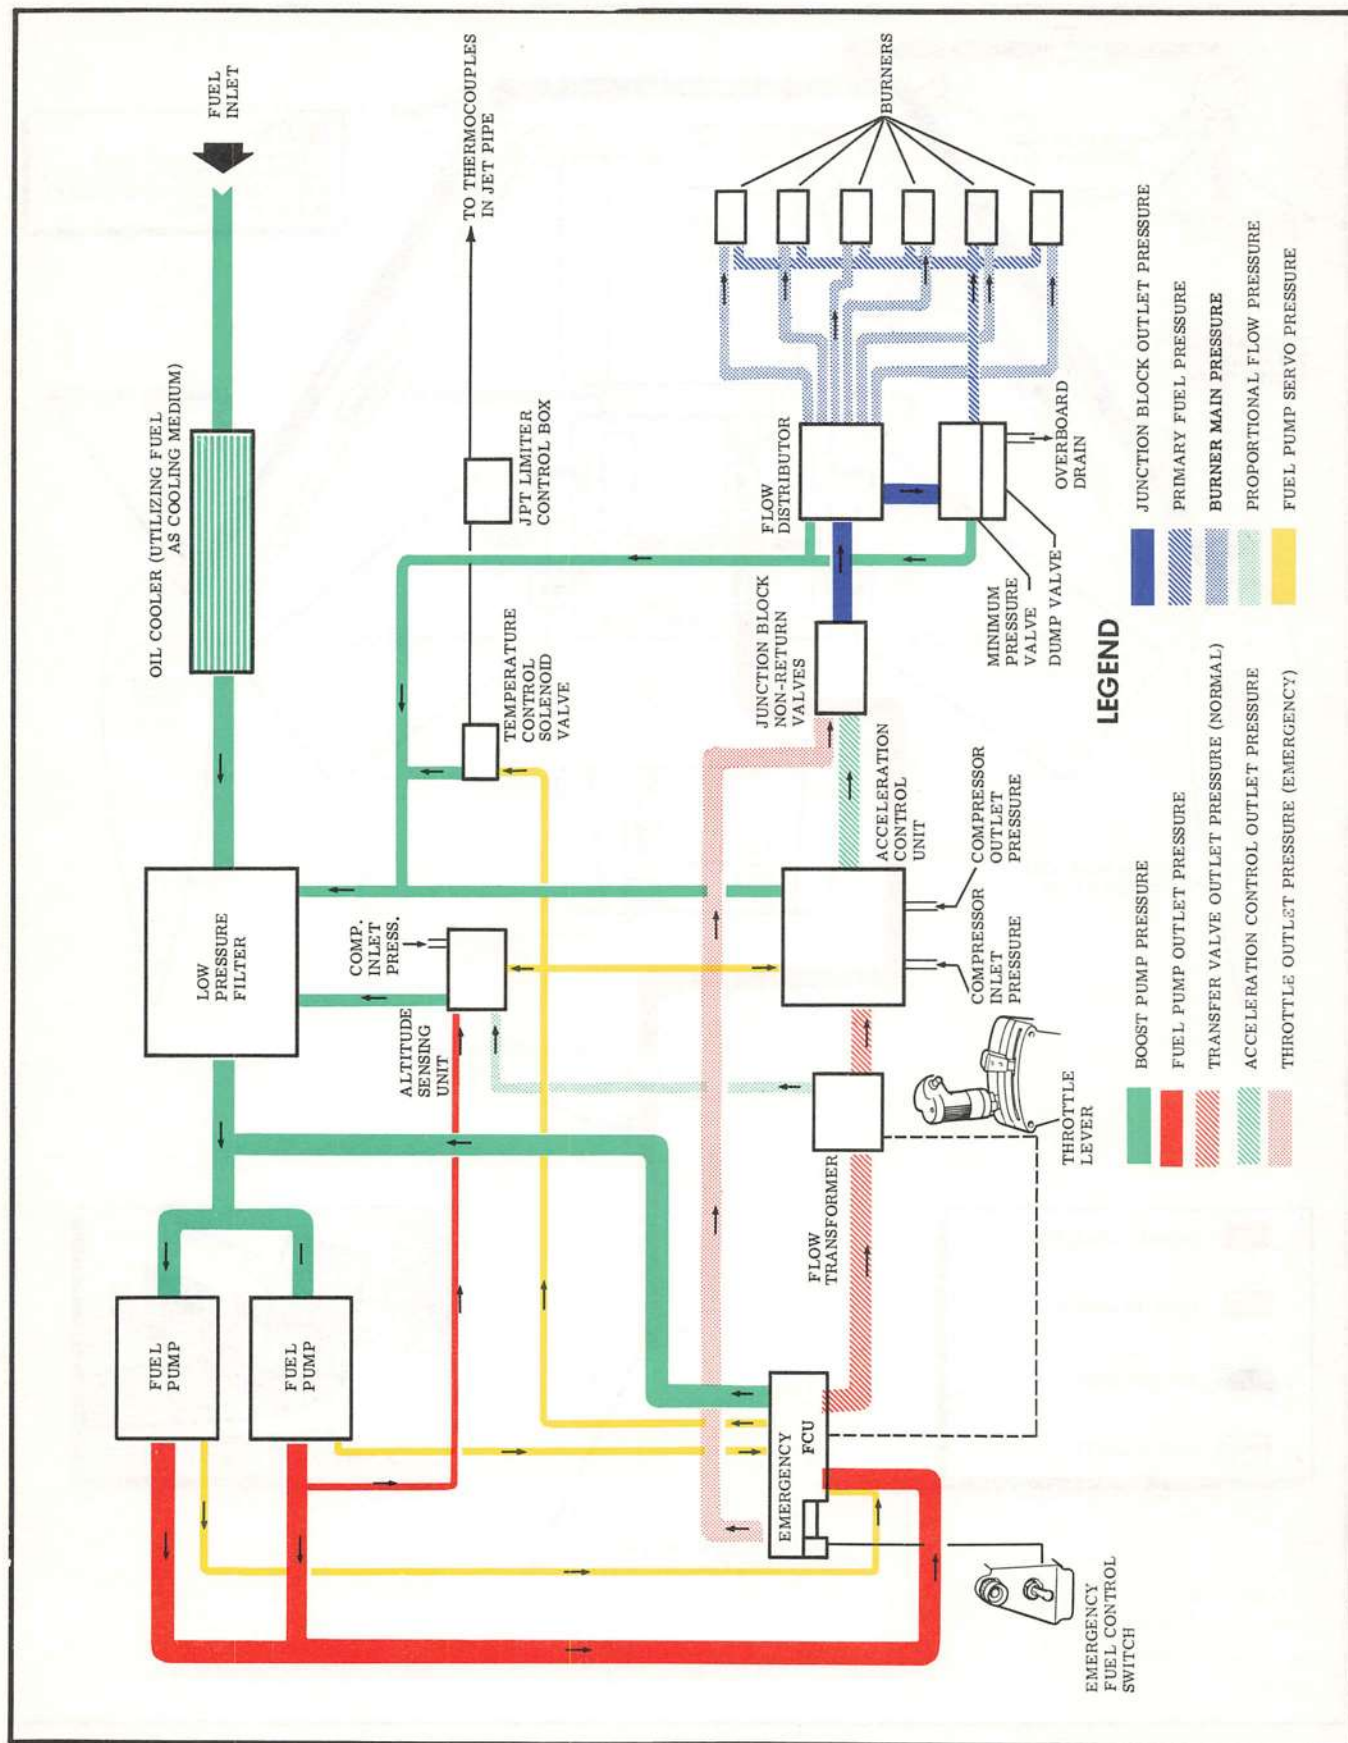 FUEL
INLET
OIL COOLER (UTILIZING FUEL
AS COOLING MEDIUM)
LOW
PRESSURE
FILTER
FUEL
PUMP
FUEL
PUMP
TO THERMOCOUPLES
IN JET PIPE
JPT LIMITER
CONTROL BOX
TEMPERATURE
CONTROL
SOLENOID
VALVE
COMP.
INLET
PRESS.
ALTITUDE
SENSING
UNIT
BURNERS
FLOW
DISTRIBUTOR
OVERBOARD
DRAIN
MINIMUM
PRESSURE
VALVE
DUMP VALVE
JUNCTION BLOCK
NON-RETURN
VALVES
ACCELERATION
CONTROL
UNIT
COMPRESSOR
OUTLET
PRESSURE
COMPRESSOR
INLET
PRESSURE
FLOW
TRANSFORMER
THROTTLE
LEVER
EMERGENCY
FCU
EMERGENCY
FUEL CONTROL
SWITCH
LEGEND
BOOST PUMP PRESSURE
FUEL PUMP OUTLET PRESSURE
TRANSFER VALVE OUTLET PRESSURE (NORMAL)
ACCELERATION CONTROL OUTLET PRESSURE
THROTTLE OUTLET PRESSURE (EMERGENCY)
JUNCTION BLOCK OUTLET PRESSURE
PRIMARY FUEL PRESSURE
BURNER MAIN PRESSURE
PROPORTIONAL FLOW PRESSURE
FUEL PUMP SERVO PRESSURE